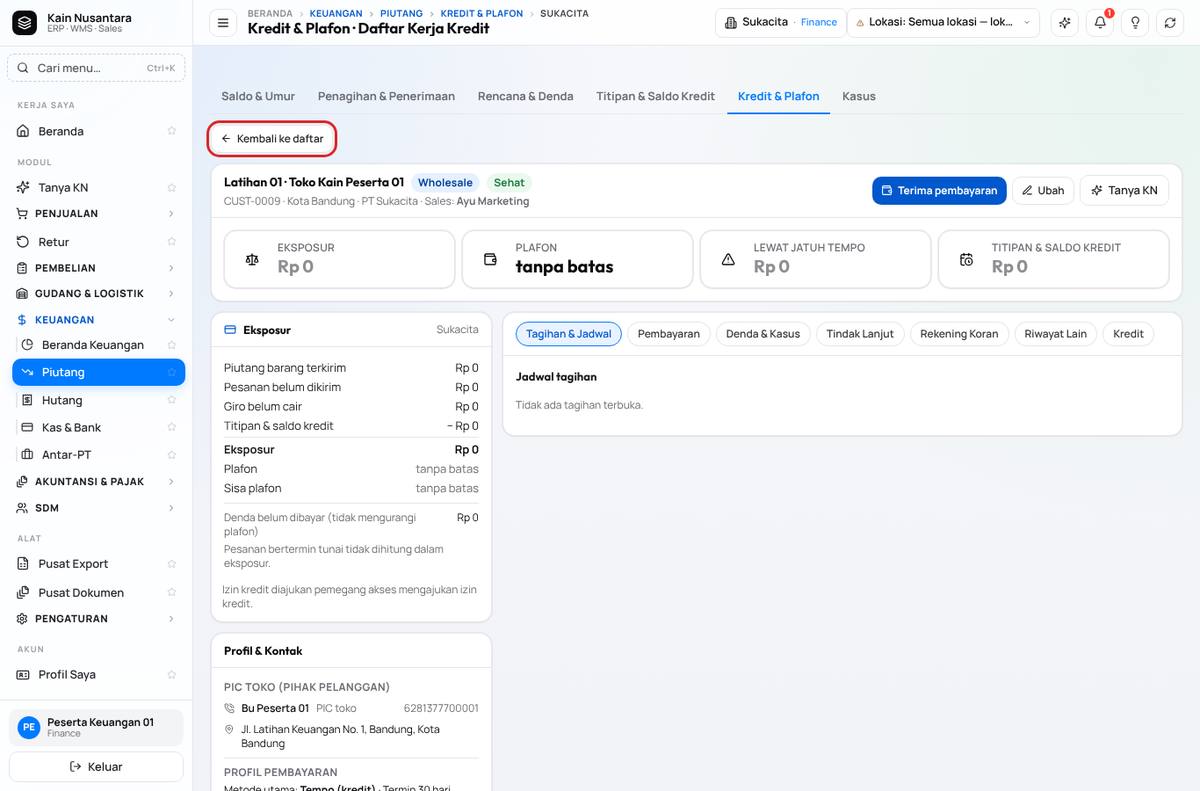 Kain Nusantara
ERP · WMS · Sales
Cari menu...
Ctrl+K
KERJA SAYA
Beranda
MODUL
Tanya KN
PENJUALAN
Retur
PEMBELIAN
GUDANG & LOGISTIK
KEUANGAN
Beranda Keuangan
Piutang
Hutang
Kas & Bank
Antar-PT
AKUNTANSI & PAJAK
SDM
ALAT
Pusat Export
Pusat Dokumen
PENGATURAN
AKUN
Profil Saya
PE
Peserta Keuangan 01
Finance
Keluar
BERANDA > KEUANGAN > PIUTANG > KREDIT & PLAFON > SUKACITA
Kredit & Plafon · Daftar Kerja Kredit
Sukacita · Finance
Lokasi: Semua lokasi — lok...
1
Saldo & Umur
Penagihan & Penerimaan
Rencana & Denda
Titipan & Saldo Kredit
Kredit & Plafon
Kasus
Kembali ke daftar
Latihan 01 · Toko Kain Peserta 01 Wholesale Sehat
CUST-0009 · Kota Bandung · PT Sukacita · Sales: Ayu Marketing
Terima pembayaran
Ubah
Tanya KN
EKSPOSUR
Rp 0
PLAFON
tanpa batas
LEWAT JATUH TEMPO
Rp 0
TITIPAN & SALDO KREDIT
Rp 0
Eksposur Sukacita
Piutang barang terkirim Rp 0
Pesanan belum dikirim Rp 0
Giro belum cair Rp 0
Titipan & saldo kredit − Rp 0
Eksposur Rp 0
Plafon tanpa batas
Sisa plafon tanpa batas
Denda belum dibayar (tidak mengurangi Rp 0
plafon)
Pesanan bertermin tunai tidak dihitung dalam
eksposur.
Izin kredit diajukan pemegang akses mengajukan izin
kredit.
Profil & Kontak
PIC TOKO (PIHAK PELANGGAN)
Bu Peserta 01 PIC toko 6281377700001
Jl. Latihan Keuangan No. 1, Bandung, Kota
Bandung
PROFIL PEMBAYARAN
Metode utama: Tempo (kredit) · Termin 30 hari
Tagihan & Jadwal
Pembayaran
Denda & Kasus
Tindak Lanjut
Rekening Koran
Riwayat Lain
Kredit
Jadwal tagihan
Tidak ada tagihan terbuka.